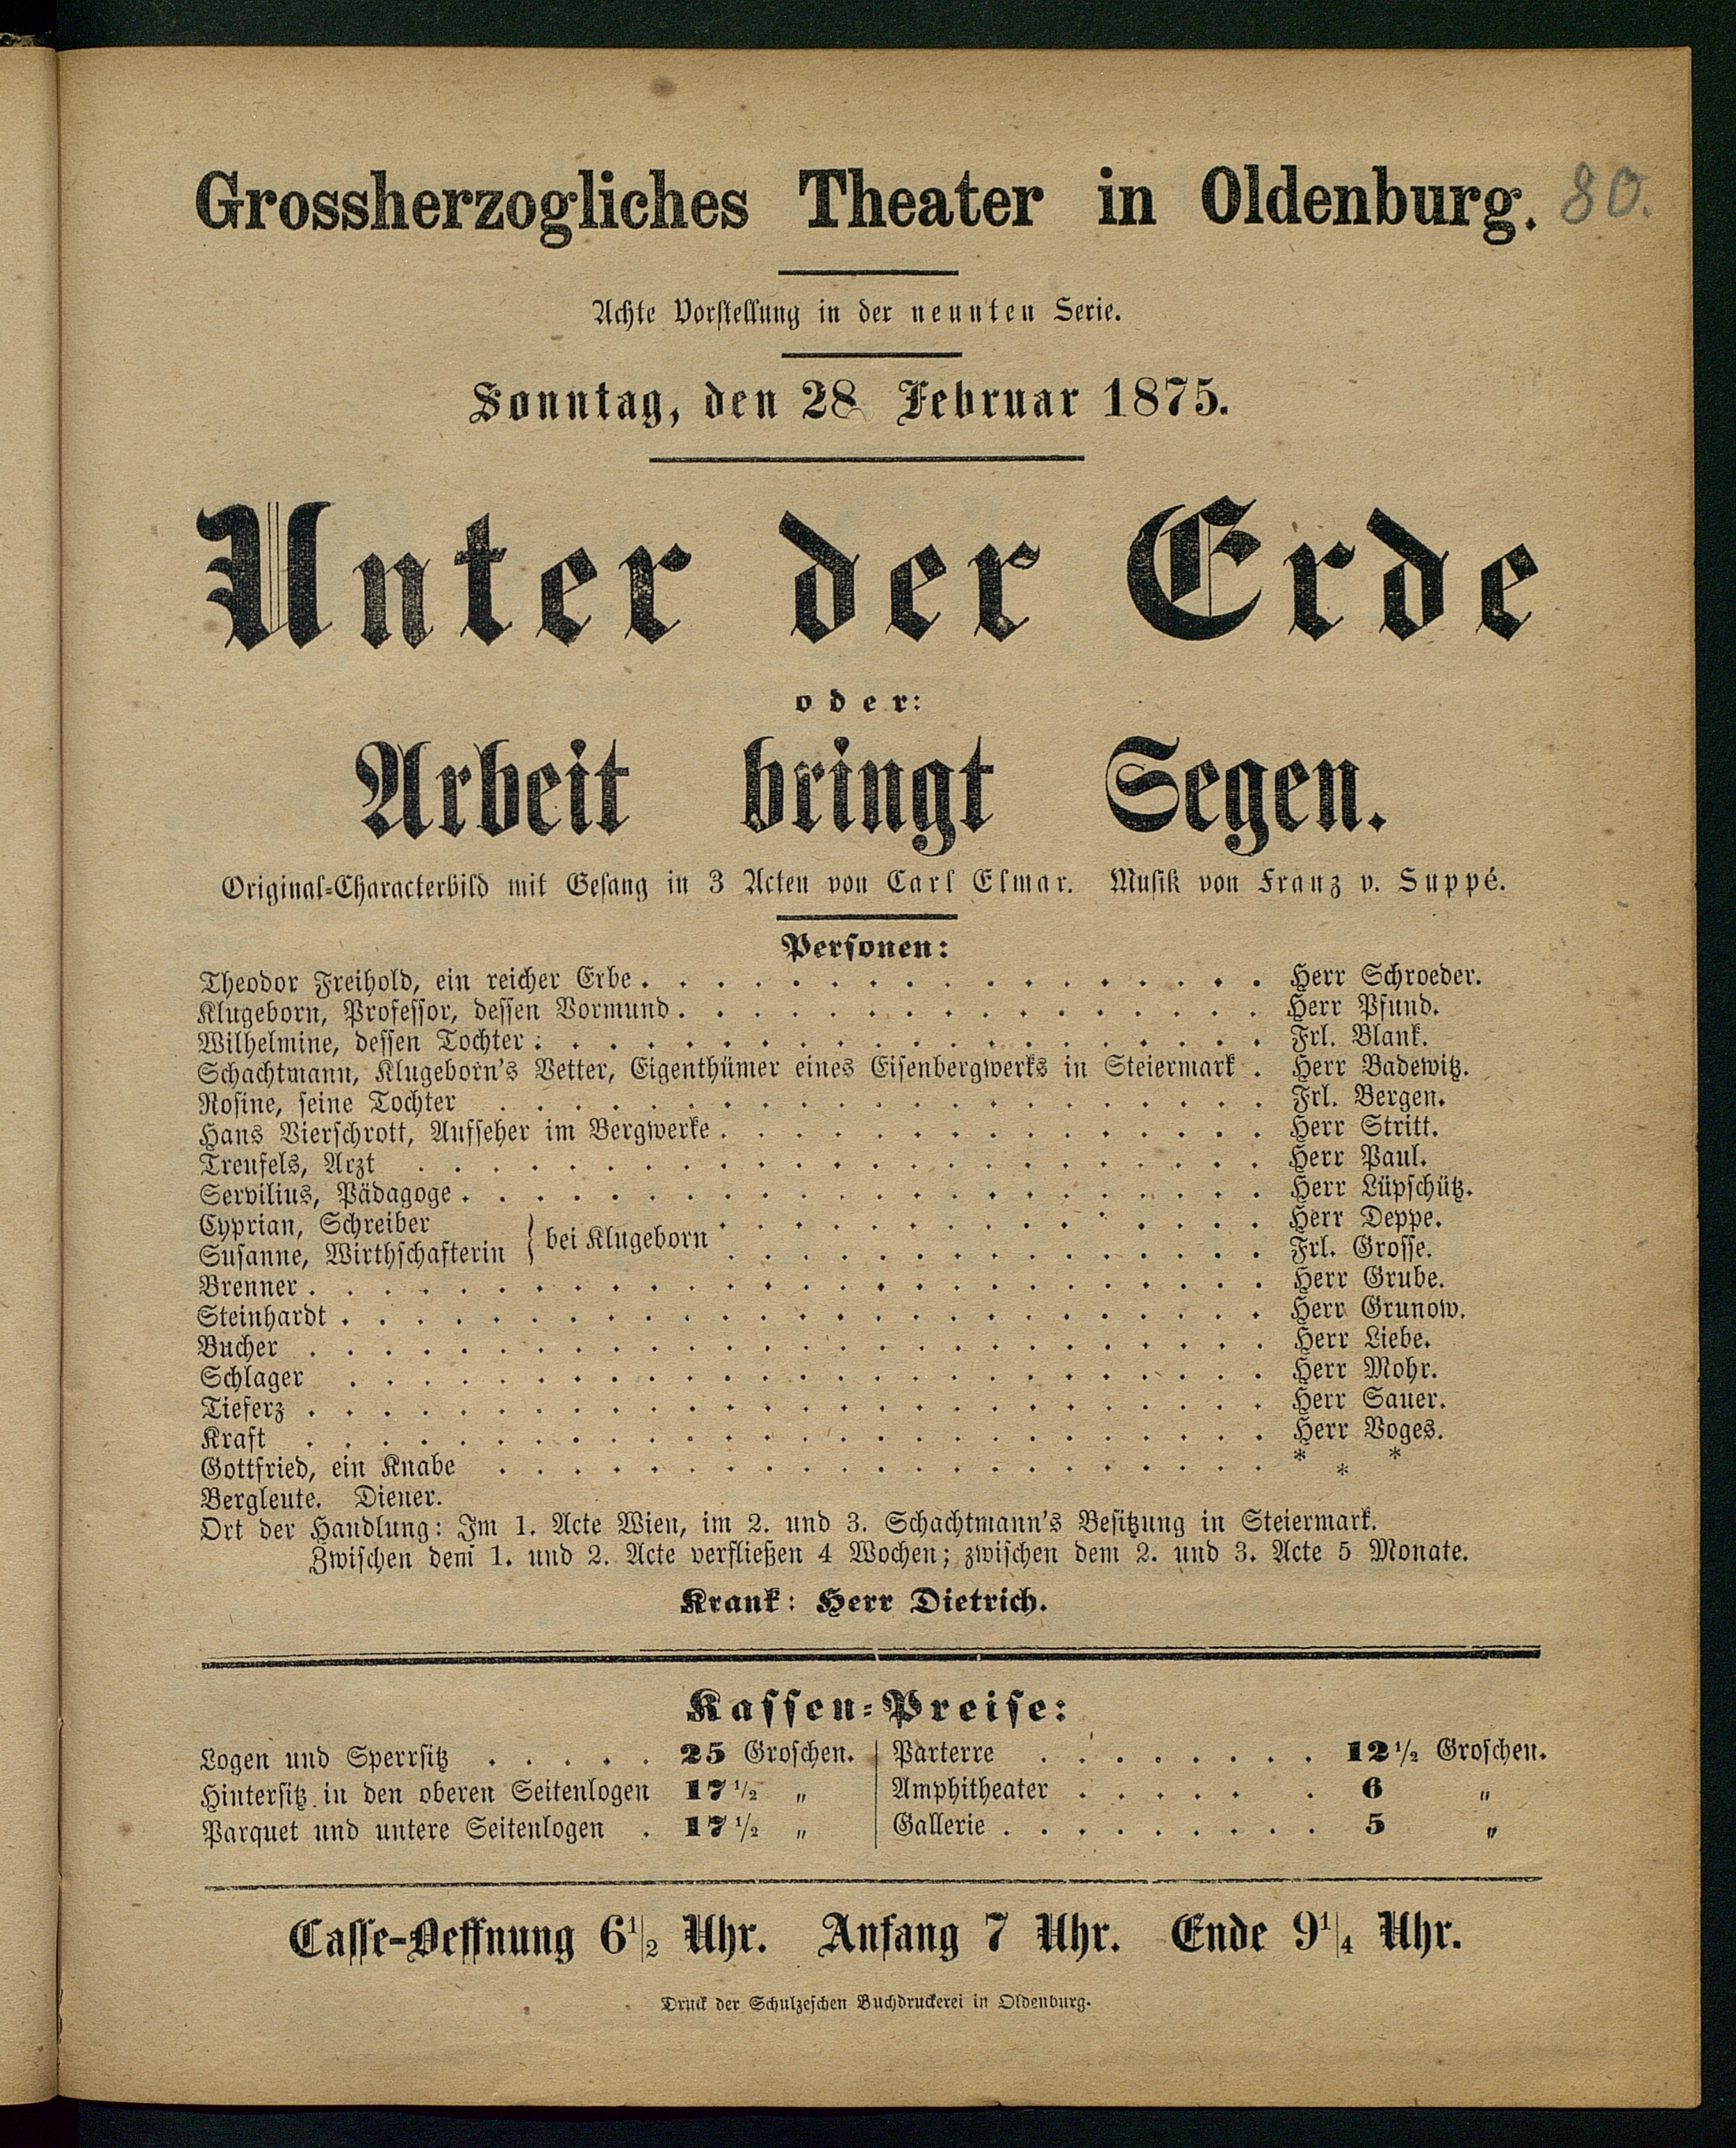 Grossherzogliches Theater in Oldenburg. 80.
Achte Vorstellung in der neunten Serie.
Sonntag, den 28 Februar 1875.
Unter der Erde
oder:
Arbeit bringt Segen.
Original-Characterbild mit Gesang in 3 Acten von Carl Elmar. Musik von Franz v. Suppé.
Personen:
Theodor Freihold, ein reicher Erbe . . . . . Herr Schroeder.
Klugeborn, Professor, dessen Vormund . . . . . Herr Pfund.
Wilhelmine, dessen Tochter . . . . . Frl. Blank.
Schachtmann, Klugeborn's Vetter, Eigenthümer eines Eisenbergwerks in Steiermark . Herr Badewitz.
Rosine, seine Tochter . . . . . Frl. Bergen.
Hans Vierschrott, Aufseher im Bergwerke . . . . . Herr Stritt.
Treufels, Arzt . . . . . Herr Paul.
Servilius, Pädagoge . . . . . Herr Lüpschütz.
Cyprian, Schreiber } bei Klugeborn . . . . . Herr Deppe.
Susanne, Wirthschafterin . . . . . Frl. Grosse.
Brenner . . . . . Herr Grube.
Steinhardt . . . . . Herr Grunow.
Bucher . . . . . Herr Liebe.
Schlager . . . . . Herr Mohr.
Tieferz . . . . . Herr Sauer.
Kraft . . . . . Herr Voges.
Gottfried, ein Knabe . . . . . * * *
Bergleute. Diener.
Ort der Handlung: Im 1. Acte Wien, im 2. und 3. Schachtmann's Besitzung in Steiermark.
Zwischen dem 1. und 2. Acte verfließen 4 Wochen; zwischen dem 2. und 3. Acte 5 Monate.
Krank: Herr Dietrich.
Kassen-Preise:
Logen und Sperrsitz . . . . . 25 Groschen.
Hintersitz in den oberen Seitenlogen 17 1/2 "
Parquet und untere Seitenlogen . 17 1/2 "
Parterre . . . . . 12 1/2 Groschen.
Amphitheater . . . . . 6 "
Gallerie . . . . . 5 "
Casse-Oeffnung 6 1/2 Uhr. Anfang 7 Uhr. Ende 9 1/4 Uhr.
Druck der Schulzeschen Buchdruckerei in Oldenburg.